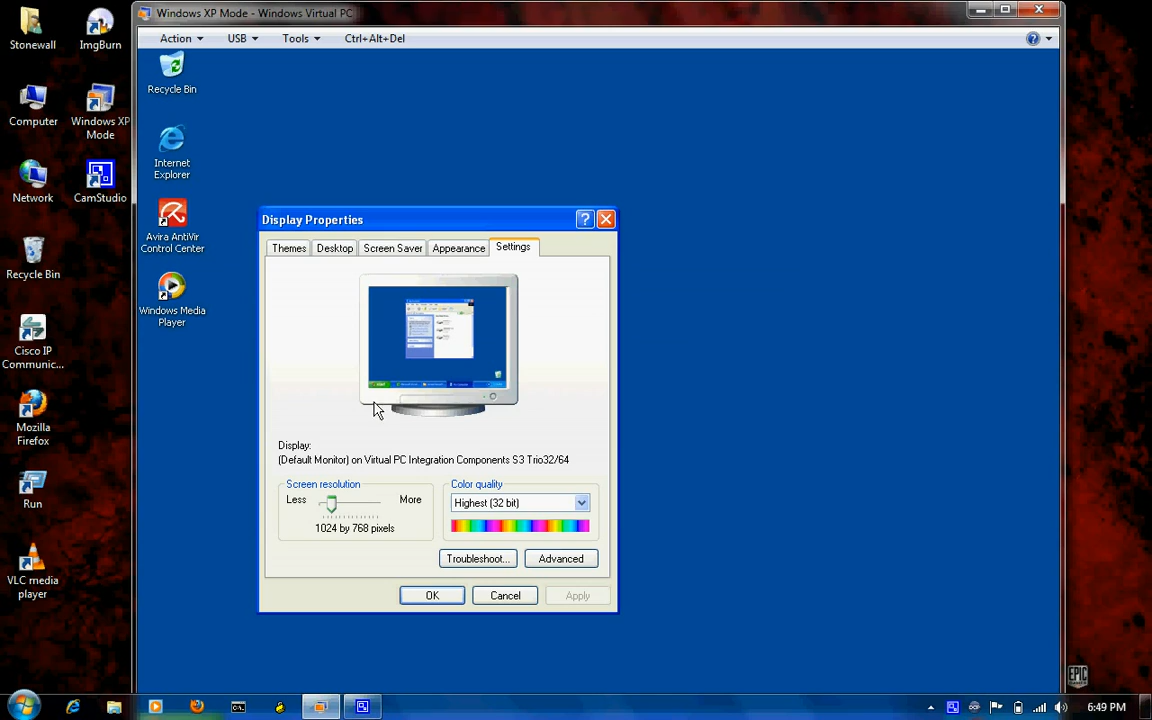 Windows XP Mode - Windows Virtual PC
Action USB Tools Ctrl+Alt+Del
Stonewall
ImgBurn
Computer
Windows XP
Mode
Network
CamStudio
Recycle Bin
Cisco IP
Communic...
Mozilla
Firefox
Run
VLC media
player
Recycle Bin
Internet
Explorer
Avira AntiVir
Control Center
Windows Media
Player
Display Properties
Themes Desktop Screen Saver Appearance Settings
Display:
(Default Monitor) on Virtual PC Integration Components S3 Trio32/64
Screen resolution
Less More
1024 by 768 pixels
Color quality
Highest (32 bit)
Troubleshoot... Advanced
OK Cancel Apply
EPIC
6:49 PM